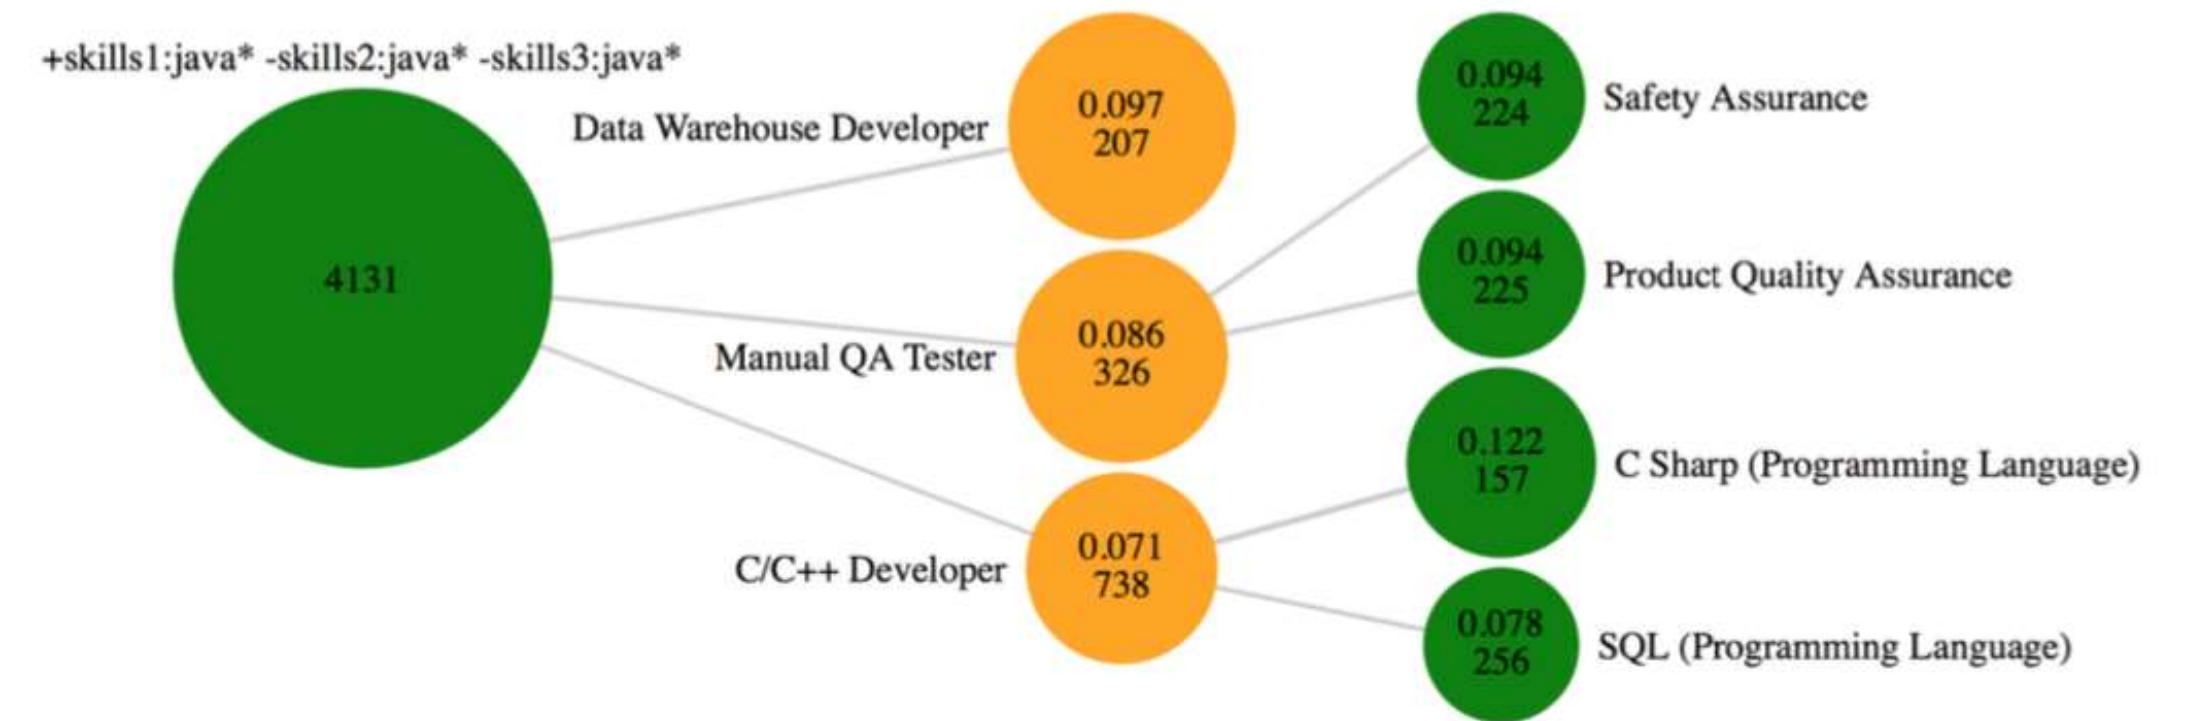 +skills1:java* -skills2:java* -skills3:java*
4131
Data Warehouse Developer
0.097
207
Manual QA Tester
0.086
326
C/C++ Developer
0.071
738
0.094
224
Safety Assurance
0.094
225
Product Quality Assurance
0.122
157
C Sharp (Programming Language)
0.078
256
SQL (Programming Language)